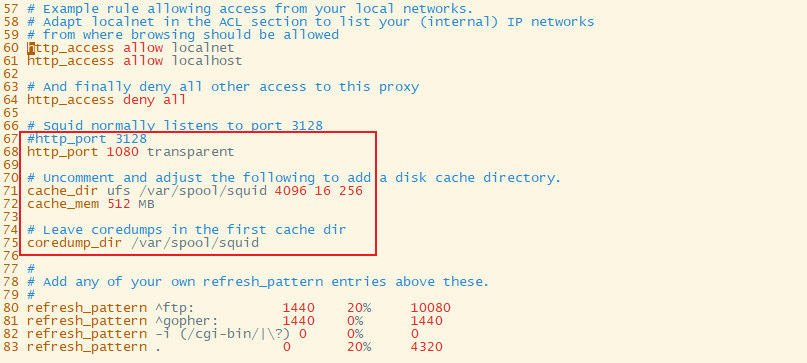 57 # Example rule allowing access from your local networks.
58 # Adapt localnet in the ACL section to list your (internal) IP networks
59 # from where browsing should be allowed
60 http_access allow localnet
61 http_access allow localhost
62
63 # And finally deny all other access to this proxy
64 http_access deny all
65
66 # Squid normally listens to port 3128
67 #http_port 3128
68 http_port 1080 transparent
69
70 # Uncomment and adjust the following to add a disk cache directory.
71 cache_dir ufs /var/spool/squid 4096 16 256
72 cache_mem 512 MB
73
74 # Leave coredumps in the first cache dir
75 coredump_dir /var/spool/squid
76
77 #
78 # Add any of your own refresh_pattern entries above these.
79 #
80 refresh_pattern ^ftp: 1440 20% 10080
81 refresh_pattern ^gopher: 1440 0% 1440
82 refresh_pattern -i (/cgi-bin/|\?) 0 0% 0
83 refresh_pattern . 0 20% 4320